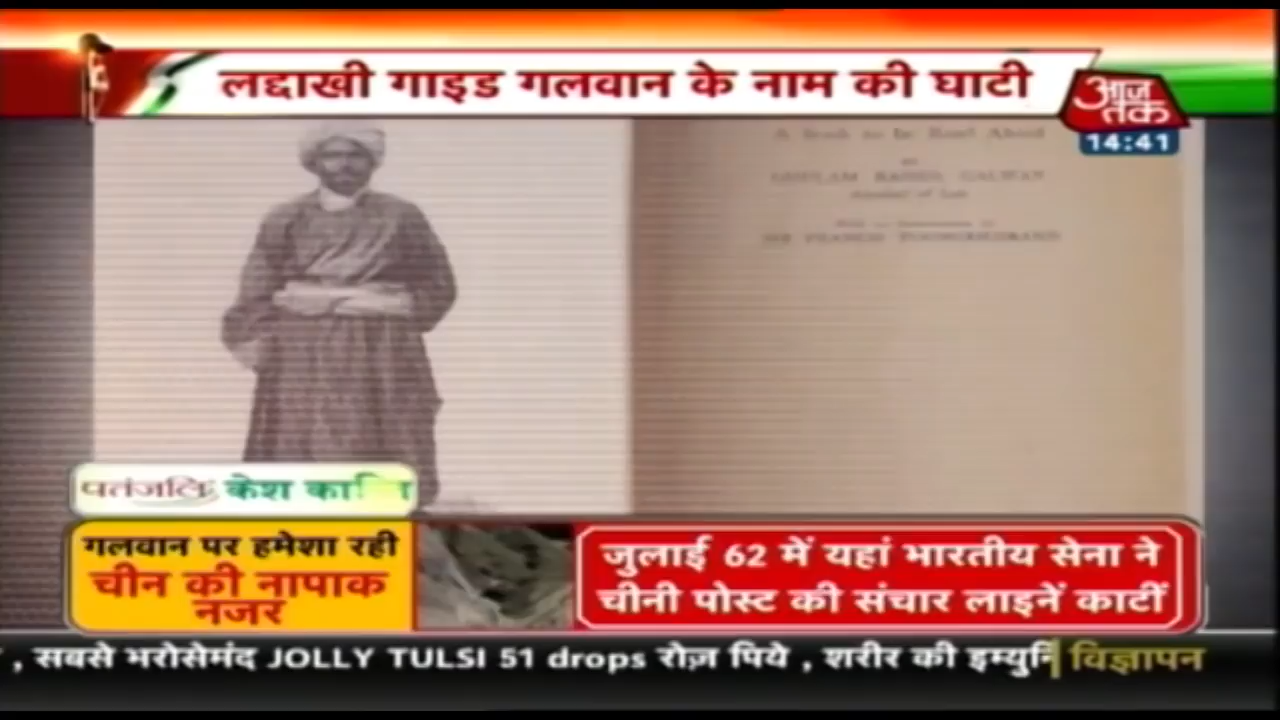 लद्दाखी गाइड गलवान के नाम की घाटी
आज
तक
14:41
A Book to be Read Aloud
BY
GHULAM RASSUL GALWAN
SIR FRANCIS YOUNGHUSBAND
पतंजलि केश का
गलवान पर हमेशा रही
चीन की नापाक
नजर
जुलाई 62 में यहां भारतीय सेना ने
चीनी पोस्ट की संचार लाइनें काटीं
, सबसे भरोसेमंद JOLLY TULSI 51 drops रोज़ पिये , शरीर की
विज्ञापन